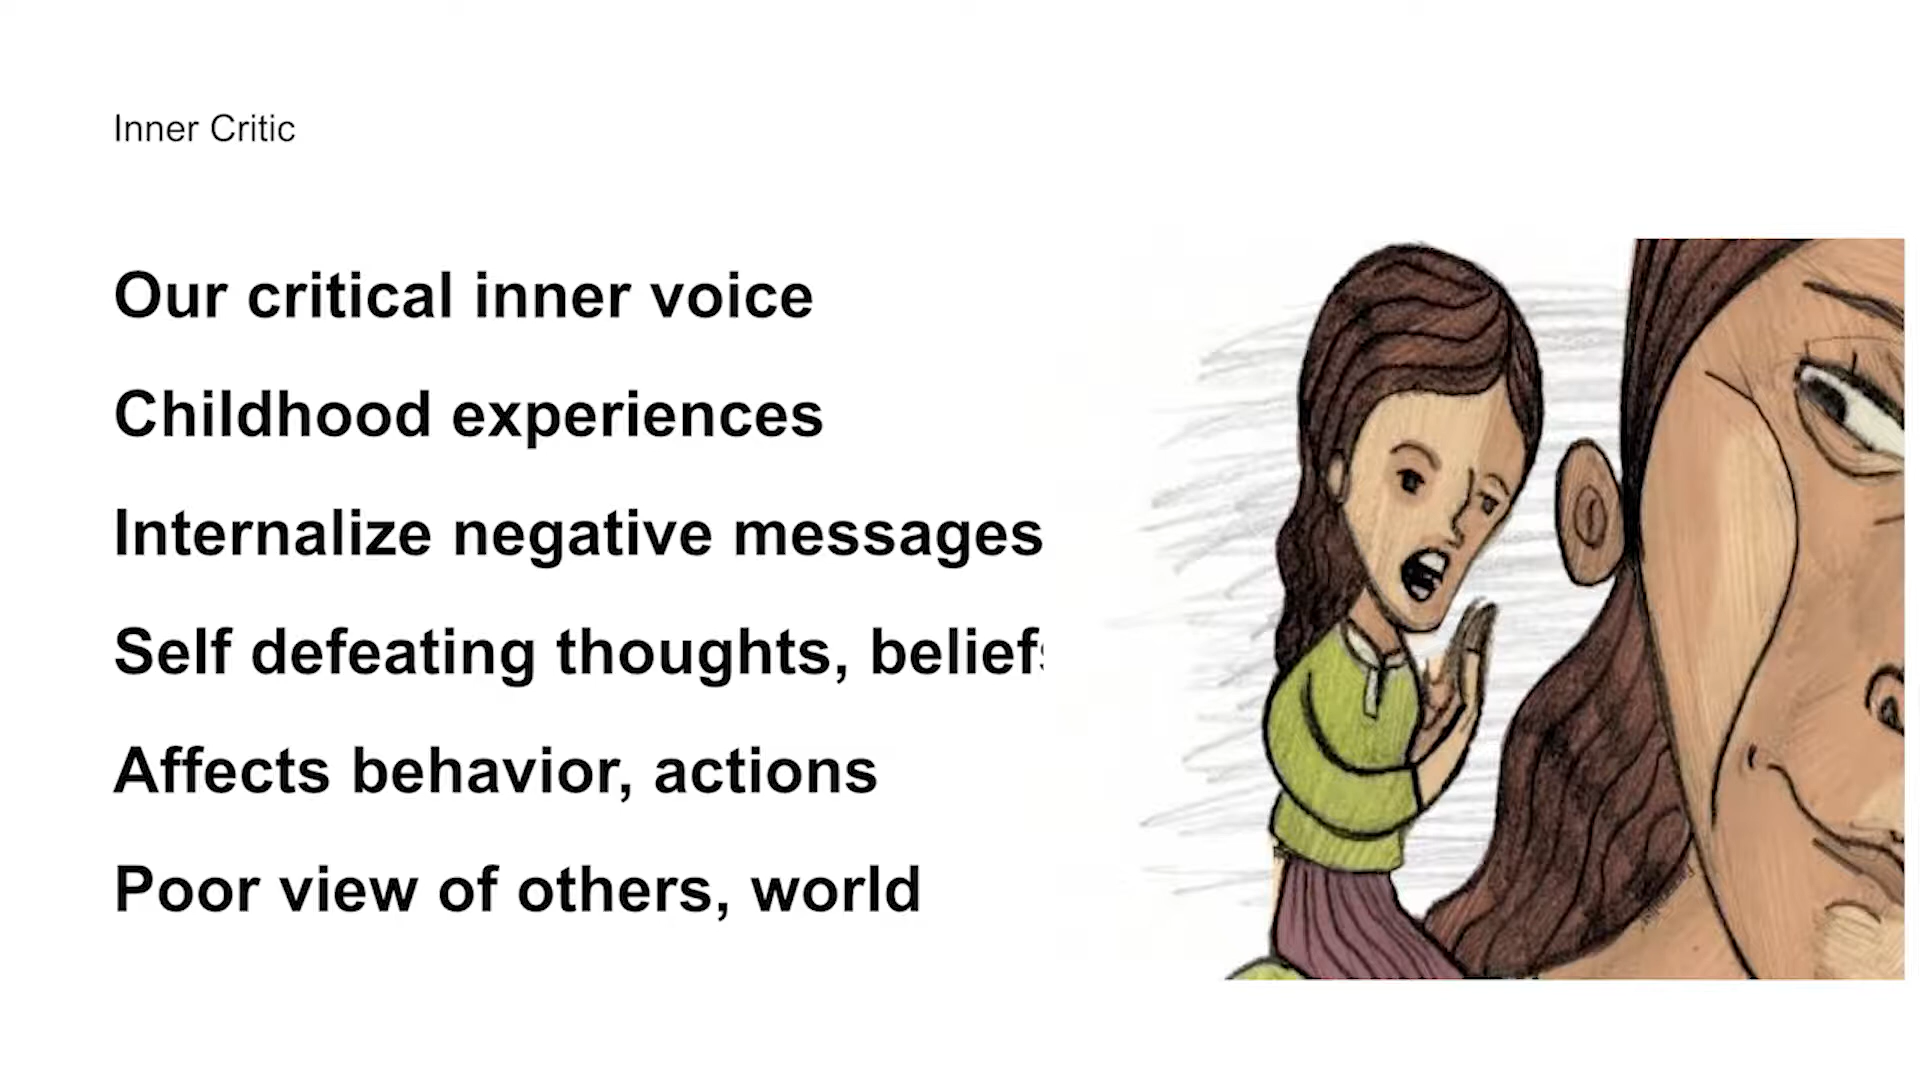 Inner Critic
Our critical inner voice
Childhood experiences
Internalize negative messages
Self defeating thoughts, beliefs
Affects behavior, actions
Poor view of others, world